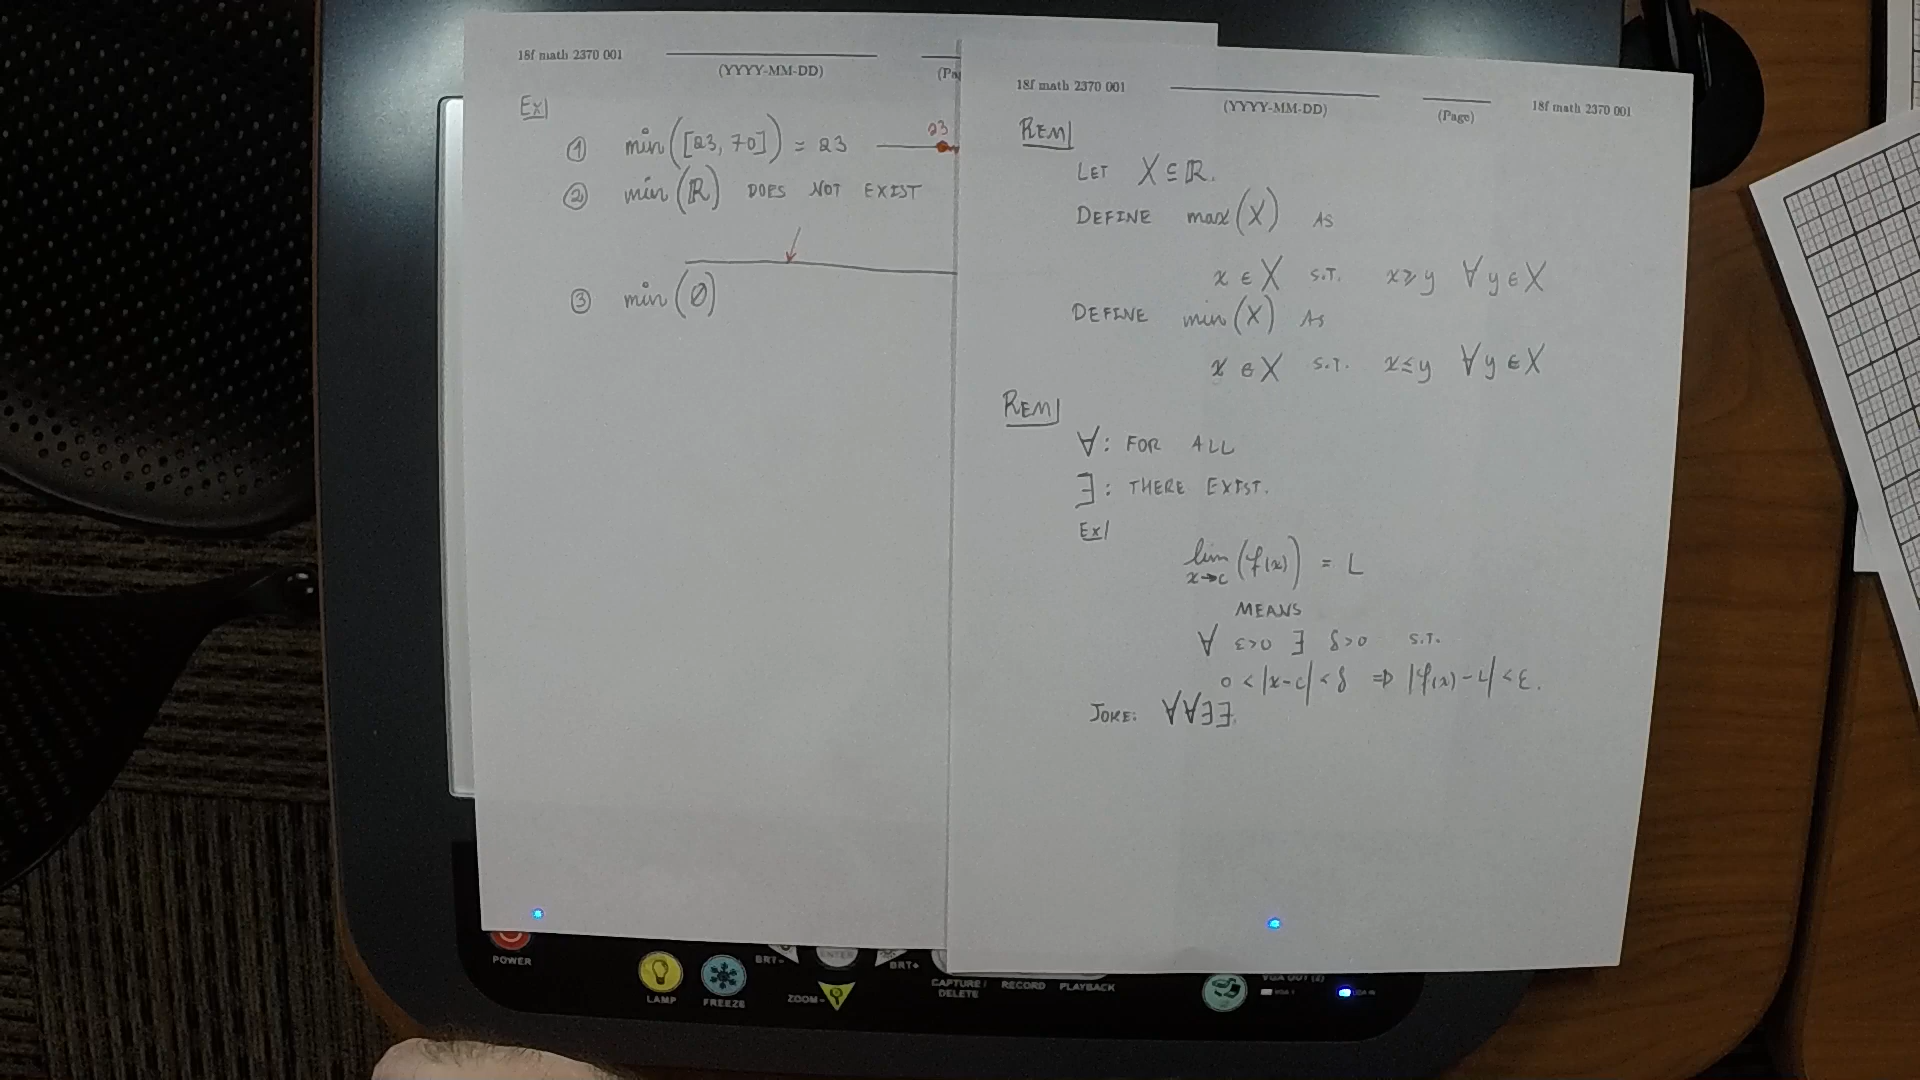 18f math 2370 001
(YYYY-MM-DD)
Ex
① min([23, 70]) = 23
23
② min(ℝ) DOES NOT EXIST
③ min(∅)
18f math 2370 001
(YYYY-MM-DD)
(Page)
18f math 2370 001
REM
LET X ⊆ ℝ.
DEFINE max(X) AS
x ∈ X S.T. x ≥ y ∀ y ∈ X
DEFINE min(X) AS
x ∈ X S.T. x ≤ y ∀ y ∈ X
REM
∀: FOR ALL
∃: THERE EXIST.
Ex
lim x→c (f(x)) = L
MEANS
∀ ε>0 ∃ δ>0 S.T.
0 < |x-c| < δ ⇒ |f(x) - L| < ε.
JOKE: ∀∀∃∃.
POWER
LAMP
FREEZE
BRT-
ZOOM-
ENTER
BRT+
CAPTURE / DELETE
RECORD
PLAYBACK